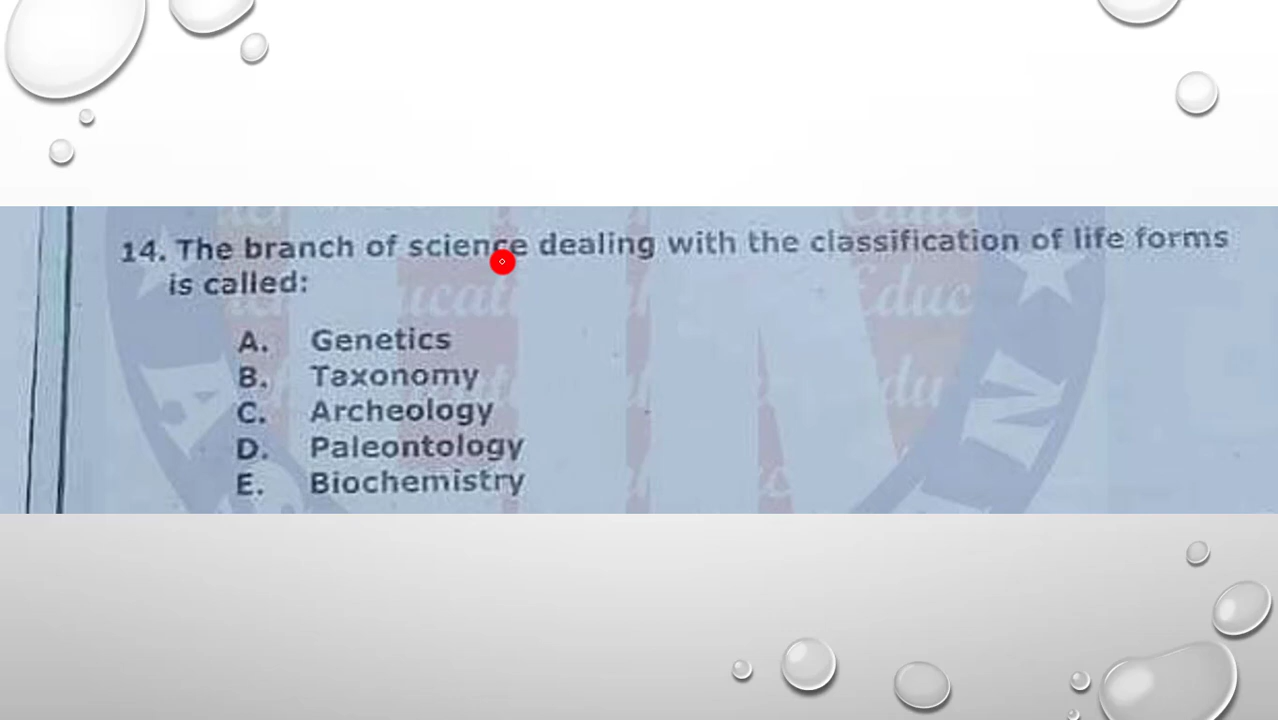 14. The branch of science dealing with the classification of life forms
is called:
A. Genetics
B. Taxonomy
C. Archeology
D. Paleontology
E. Biochemistry